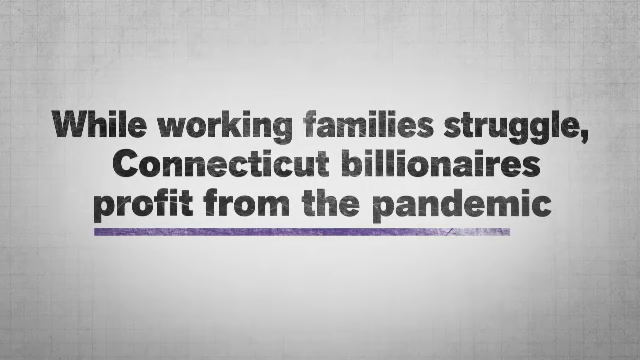 While working families struggle,
Connecticut billionaires
profit from the pandemic